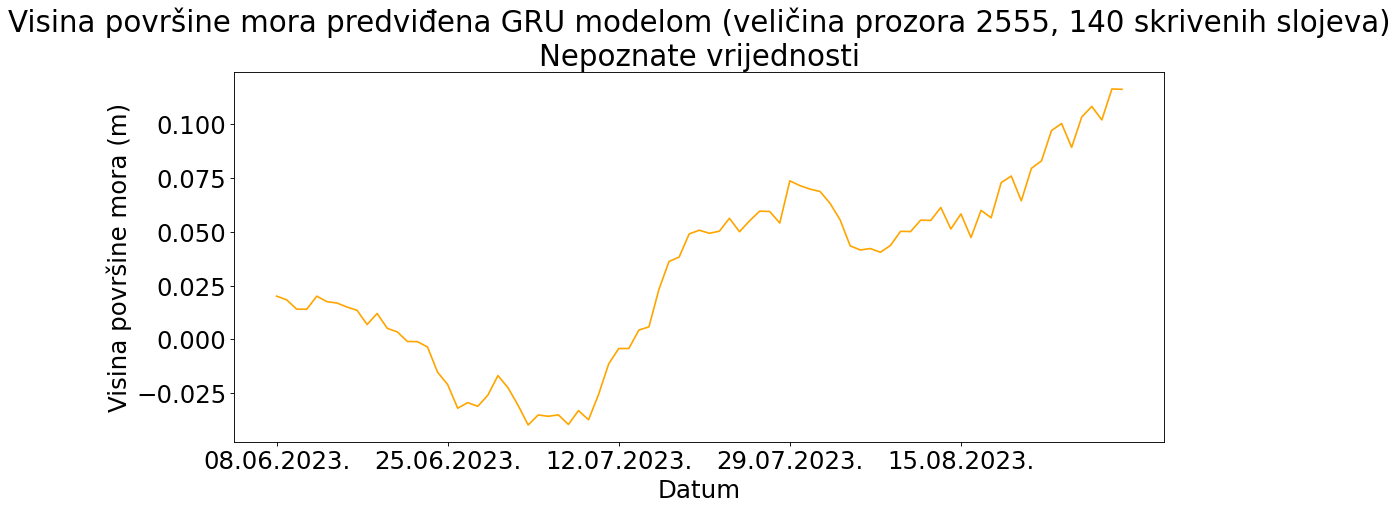 Visina površine mora predviđena GRU modelom (veličina prozora 2555, 140 skrivenih slojeva)
Nepoznate vrijednosti
Visina površine mora (m)
0.100
0.075
0.050
0.025
0.000
−0.025
08.06.2023. 25.06.2023. 12.07.2023. 29.07.2023. 15.08.2023.
Datum